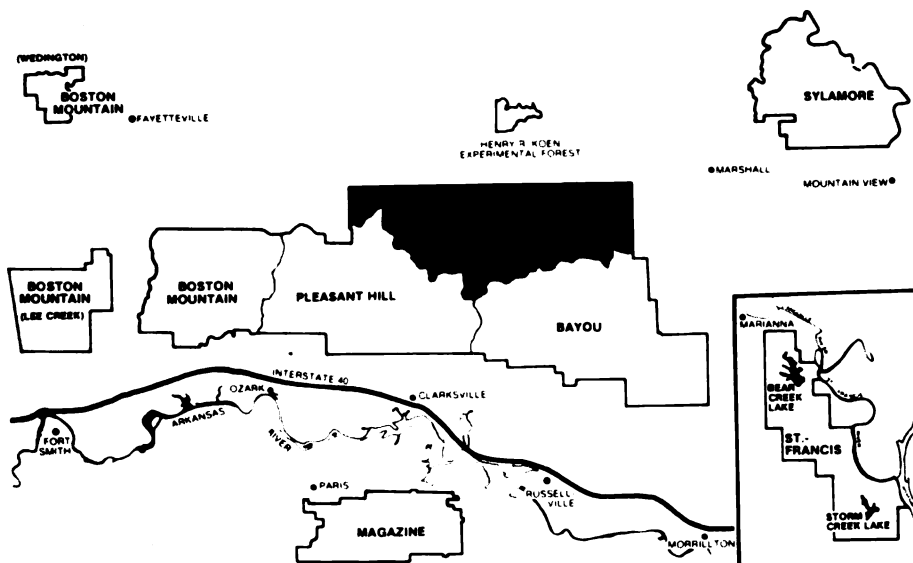 (WEDINGTON)
BOSTON
MOUNTAIN
FAYETTEVILLE
HENRY R. KOEN
EXPERIMENTAL FOREST
SYLAMORE
MARSHALL
MOUNTAIN VIEW
BOSTON
MOUNTAIN
(LEE CREEK)
BOSTON
MOUNTAIN
PLEASANT HILL
BAYOU
INTERSTATE 40
OZARK
CLARKSVILLE
ARKANSAS
RIVER
FORT
SMITH
PARIS
MAGAZINE
RUSSELL
VILLE
MORRILLTON
MARIANNA
BEAR
CREEK
LAKE
ST.-
FRANCIS
STORM
CREEK LAKE